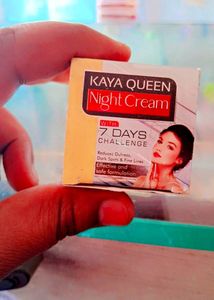 KAYA QUEEN
Night Cream
WITH
7 DAYS
CHALLENGE
Reduces Dullness,
Dark Spots & Fine Lines
Effective and
safe formulation